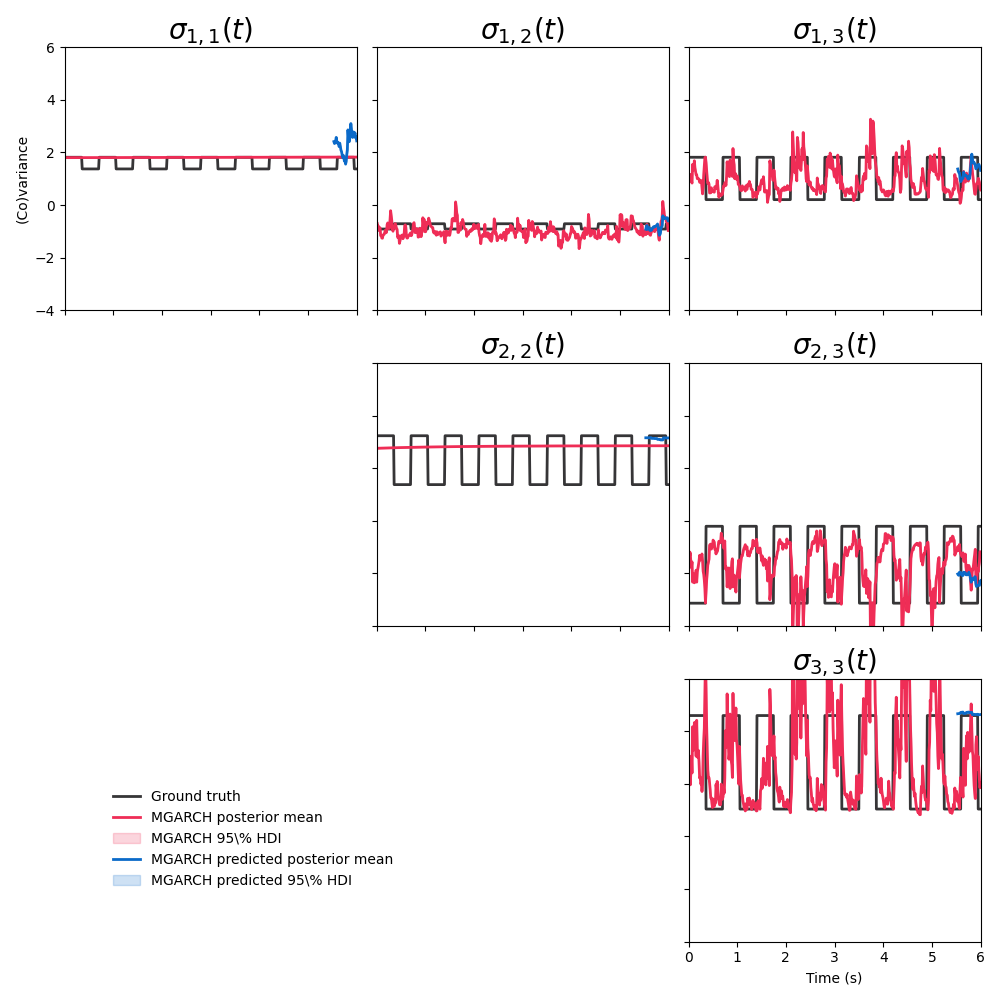 σ₁,₁(t)
σ₁,₂(t)
σ₁,₃(t)
6
4
2
0
−2
−4
(Co)variance
σ₂,₂(t)
σ₂,₃(t)
σ₃,₃(t)
Ground truth
MGARCH posterior mean
MGARCH 95\% HDI
MGARCH predicted posterior mean
MGARCH predicted 95\% HDI
0 1 2 3 4 5 6
Time (s)